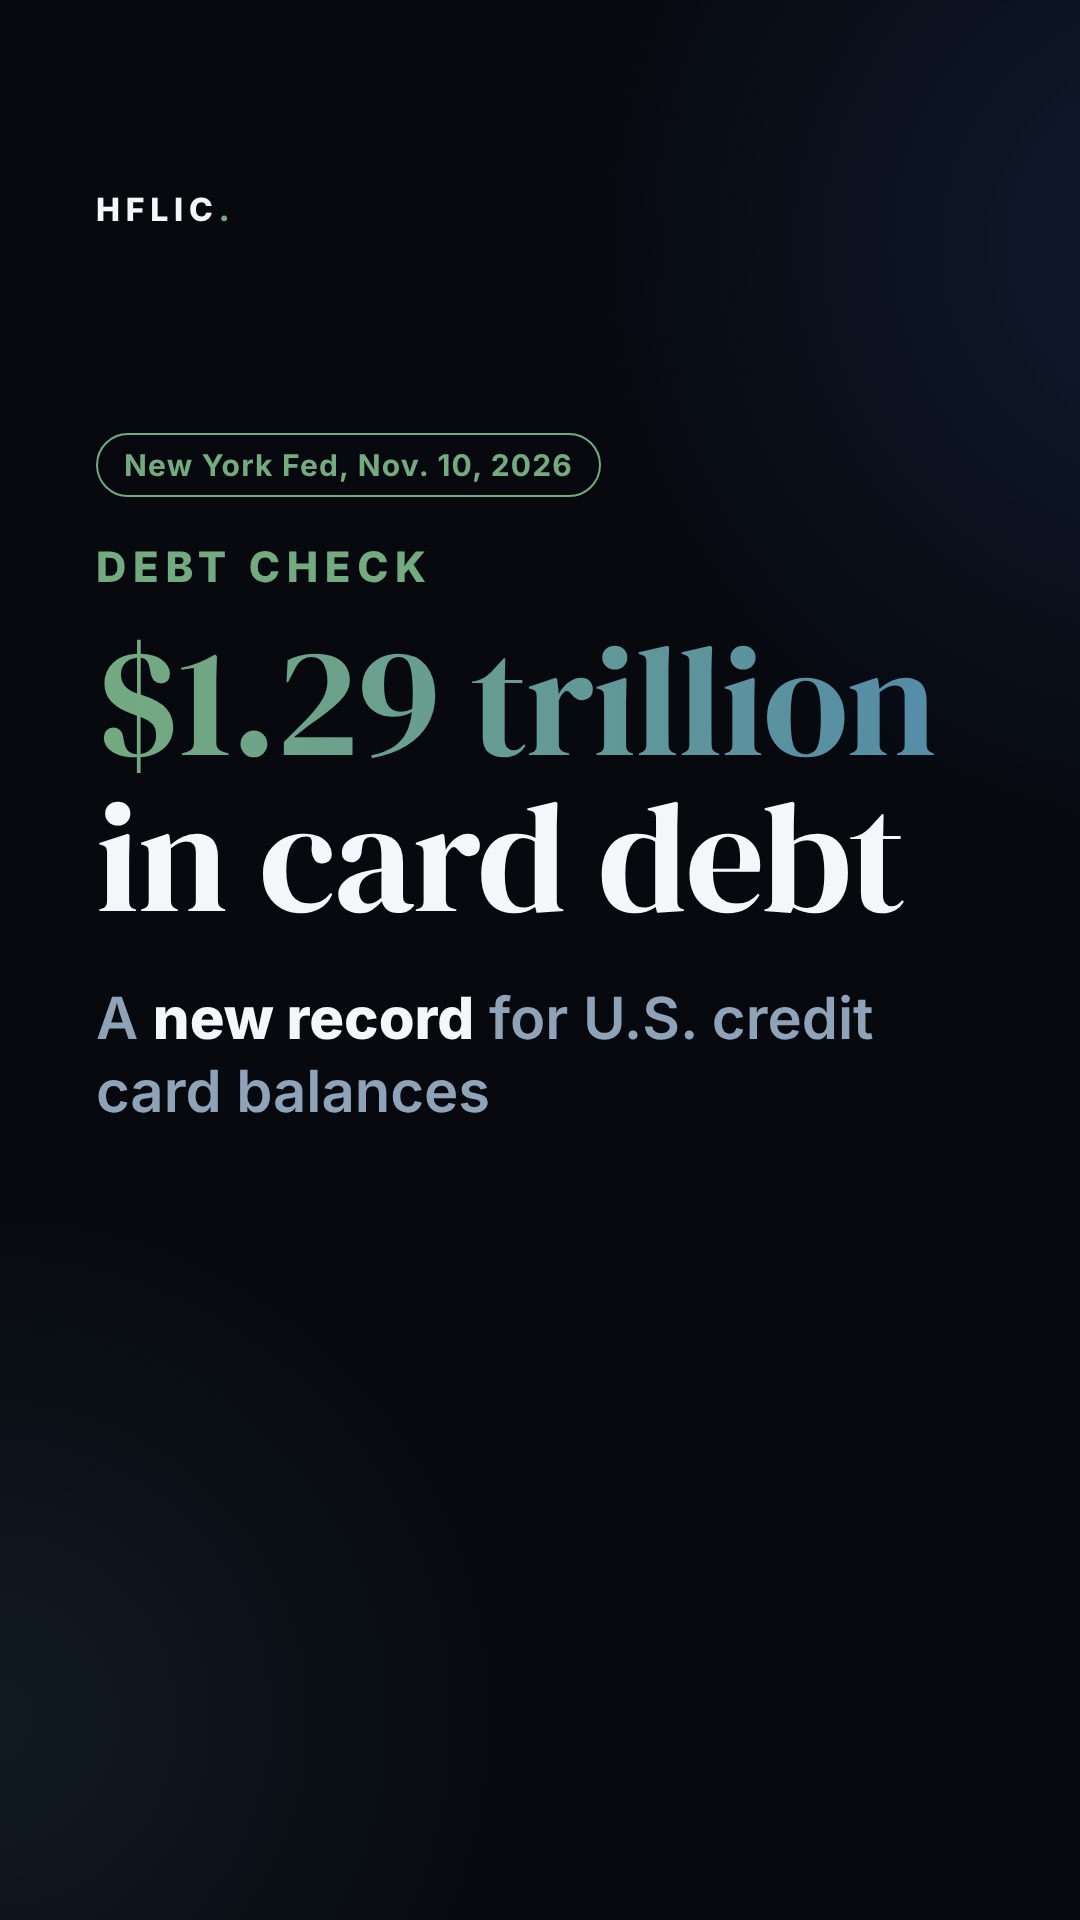 HFLIC.
New York Fed, Nov. 10, 2026
DEBT CHECK
$1.29 trillion
in card debt
A new record for U.S. credit
card balances